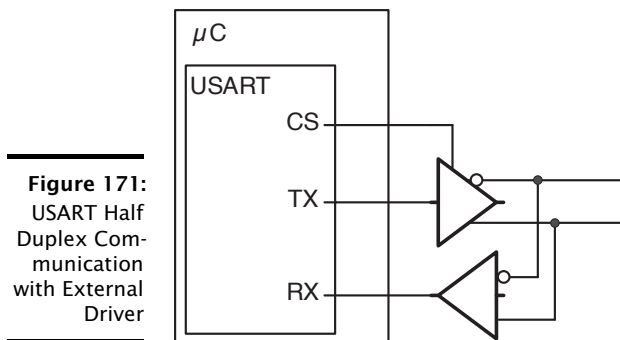 µC
USART
CS
TX
RX
Figure 171:
USART Half
Duplex Com-
munication
with External
Driver